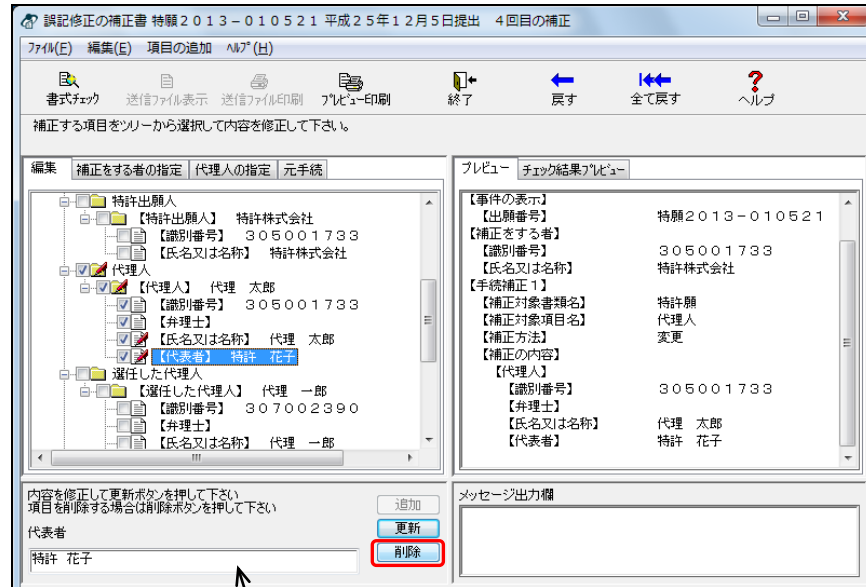 誤記修正の補正書 特願２０１３－０１０５２１ 平成２５年１２月５日提出　４回目の補正
ﾌｧｲﾙ(F) 編集(E) 項目の追加 ﾍﾙﾌﾟ(H)
書式ﾁｪｯｸ 送信ﾌｧｲﾙ表示 送信ﾌｧｲﾙ印刷 ﾌﾟﾚﾋﾞｭｰ印刷 終了 戻す 全て戻す ヘルプ
補正する項目をツリーから選択して内容を修正して下さい。
編集 補正をする者の指定 代理人の指定 元手続
特許出願人
【特許出願人】　特許株式会社
【識別番号】　３０５００１７３３
【氏名又は名称】　特許株式会社
代理人
【代理人】　代理　太郎
【識別番号】　３０５００１７３３
【弁理士】
【氏名又は名称】　代理　太郎
【代表者】　特許　花子
選任した代理人
【選任した代理人】　代理　一郎
【識別番号】　３０７００２３９０
【弁理士】
【氏名又は名称】　代理　一郎
内容を修正して更新ボタンを押して下さい
項目を削除する場合は削除ボタンを押して下さい
追加
代表者
更新
特許　花子
削除
プレビュー ﾁｪｯｸ結果ﾌﾟﾚﾋﾞｭｰ
【事件の表示】
【出願番号】　特願２０１３－０１０５２１
【補正をする者】
【識別番号】　３０５００１７３３
【氏名又は名称】　特許株式会社
【手続補正１】
【補正対象書類名】　特許願
【補正対象項目名】　代理人
【補正方法】　変更
【補正の内容】
【代理人】
【識別番号】　３０５００１７３３
【弁理士】
【氏名又は名称】　代理　太郎
【代表者】　特許　花子
メッセージ出力欄